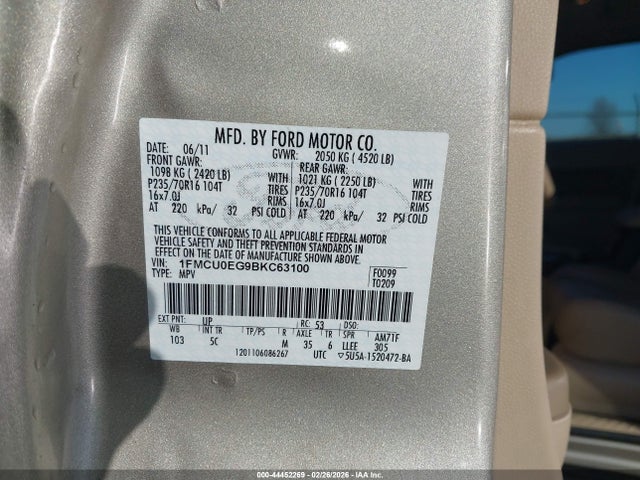 MFD. BY FORD MOTOR CO.
DATE: 06/11 GVWR: 2050 KG ( 4520 LB)
FRONT GAWR: REAR GAWR:
1098 KG ( 2420 LB) WITH 1021 KG ( 2250 LB) WITH
P235/70R16 104T TIRES P235/70R16 104T TIRES
16x7.0J RIMS 16x7.0J RIMS
AT 220 kPa/ 32 PSI COLD AT 220 kPa/ 32 PSI COLD
THIS VEHICLE CONFORMS TO ALL APPLICABLE FEDERAL MOTOR
VEHICLE SAFETY AND THEFT PREVENTION STANDARDS IN
EFFECT ON THE DATE OF MANUFACTURE SHOWN ABOVE.
VIN: 1FMCU0EG9BKC63100 F0099
TYPE: MPV T0209
EXT PNT: UP RC: 53 DSO:
WB INT TR TP/PS R AXLE TR SPR AM71F
103 5C M 35 6 LLEE 305
1201106086267 UTC ▽5U5A-1520472-BA
000-44452269 - 02/26/2026 - IAAI.COM